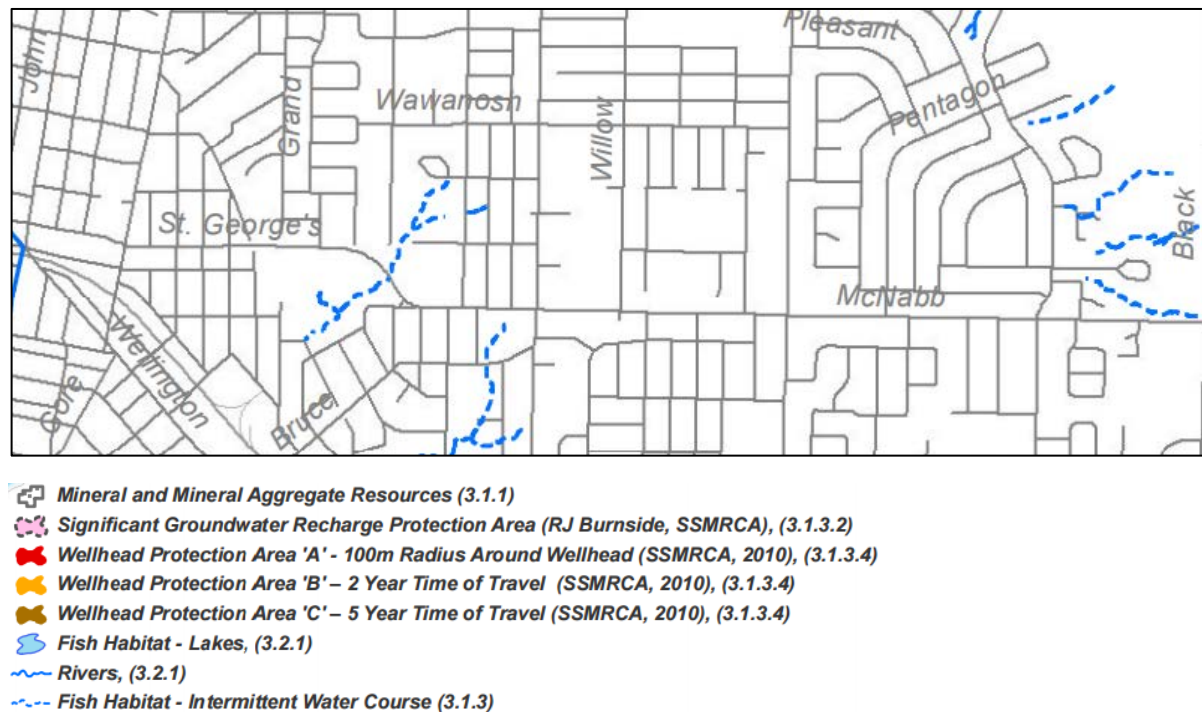 Pleasant
John
Grand
Wawanosh
Willow
Pentagon
St. George's
Black
McNabb
Wellington
Gore
Bruce
Mineral and Mineral Aggregate Resources (3.1.1)
Significant Groundwater Recharge Protection Area (RJ Burnside, SSMRCA), (3.1.3.2)
Wellhead Protection Area 'A' - 100m Radius Around Wellhead (SSMRCA, 2010), (3.1.3.4)
Wellhead Protection Area 'B' – 2 Year Time of Travel (SSMRCA, 2010), (3.1.3.4)
Wellhead Protection Area 'C' – 5 Year Time of Travel (SSMRCA, 2010), (3.1.3.4)
Fish Habitat - Lakes, (3.2.1)
Rivers, (3.2.1)
Fish Habitat - Intermittent Water Course (3.1.3)